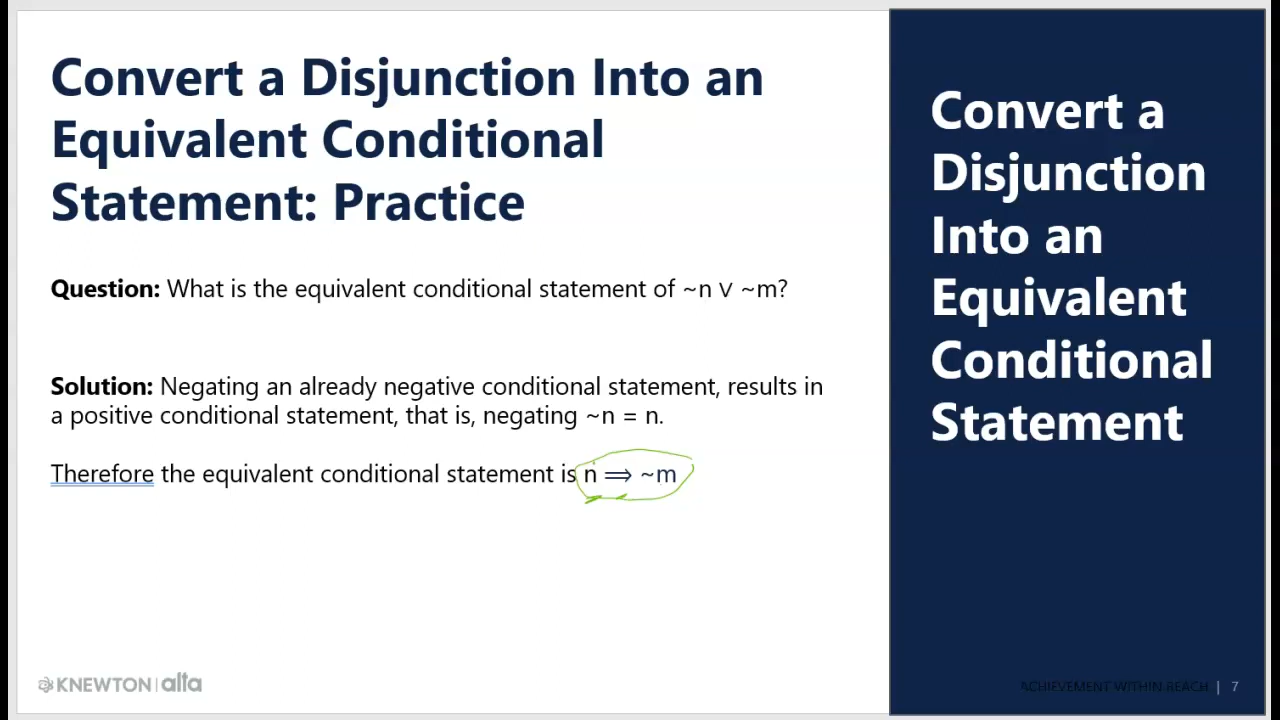 Convert a Disjunction Into an
Equivalent Conditional
Statement: Practice
Question: What is the equivalent conditional statement of ~n ∨ ~m?
Solution: Negating an already negative conditional statement, results in
a positive conditional statement, that is, negating ~n = n.
Therefore the equivalent conditional statement is n ⟹ ~m
KNEWTON | alta
Convert a
Disjunction
Into an
Equivalent
Conditional
Statement
ACHIEVEMENT WITHIN REACH | 7